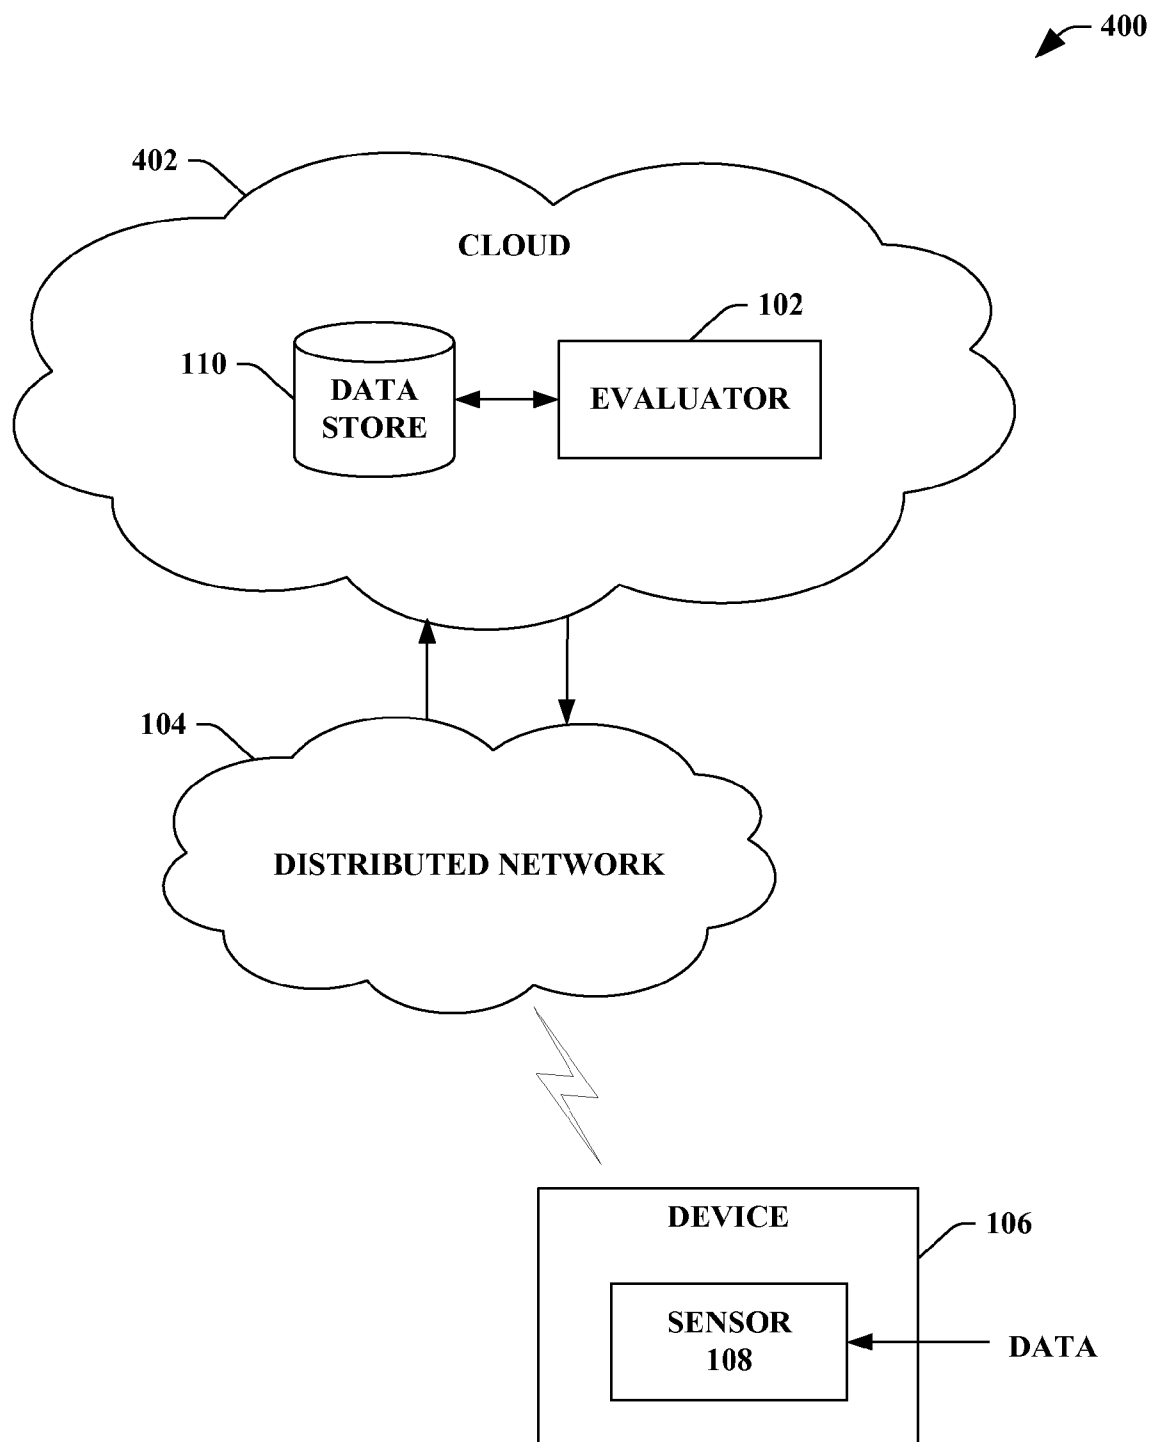 400
402
CLOUD
102
110
DATA
STORE
EVALUATOR
104
DISTRIBUTED NETWORK
DEVICE
106
SENSOR
108
DATA